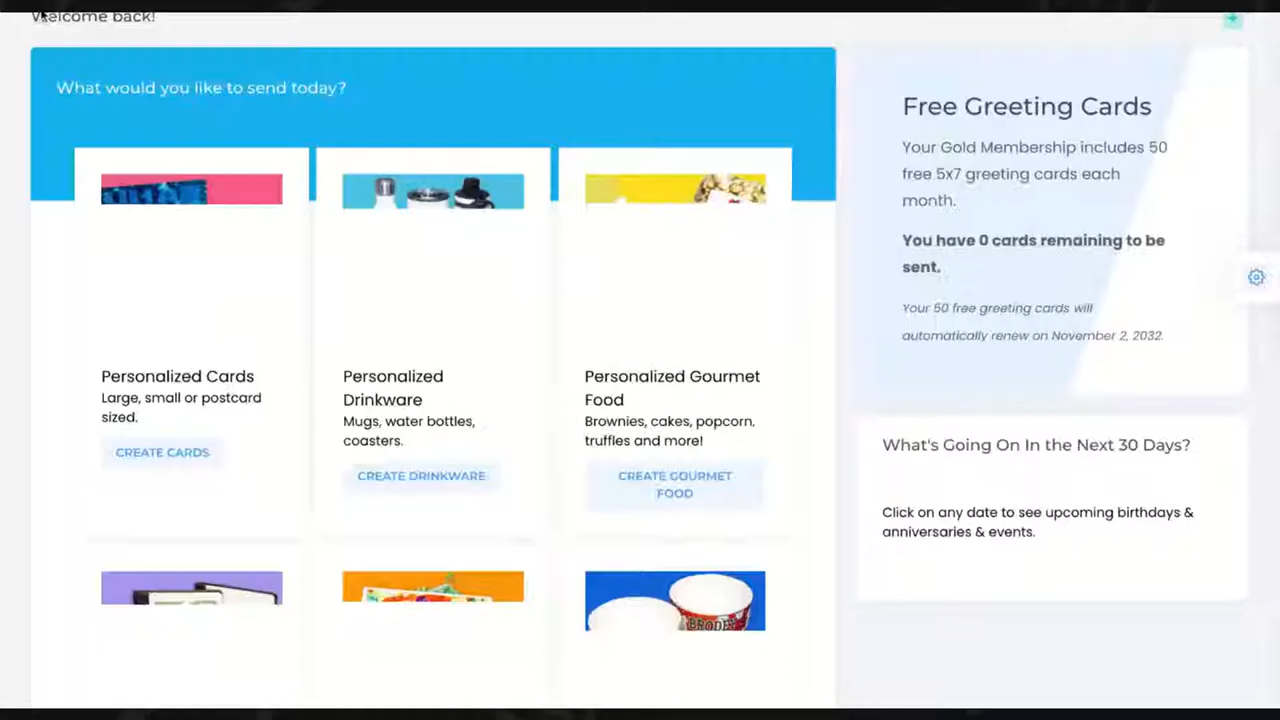 Welcome back!
What would you like to send today?
Personalized Cards
Large, small or postcard
sized.
CREATE CARDS
Personalized
Drinkware
Mugs, water bottles,
coasters.
CREATE DRINKWARE
Personalized Gourmet
Food
Brownies, cakes, popcorn,
truffles and more!
CREATE GOURMET
FOOD
Free Greeting Cards
Your Gold Membership includes 50
free 5x7 greeting cards each
month.
You have 0 cards remaining to be
sent.
Your 50 free greeting cards will
automatically renew on November 2, 2032.
What's Going On In the Next 30 Days?
Click on any date to see upcoming birthdays &
anniversaries & events.